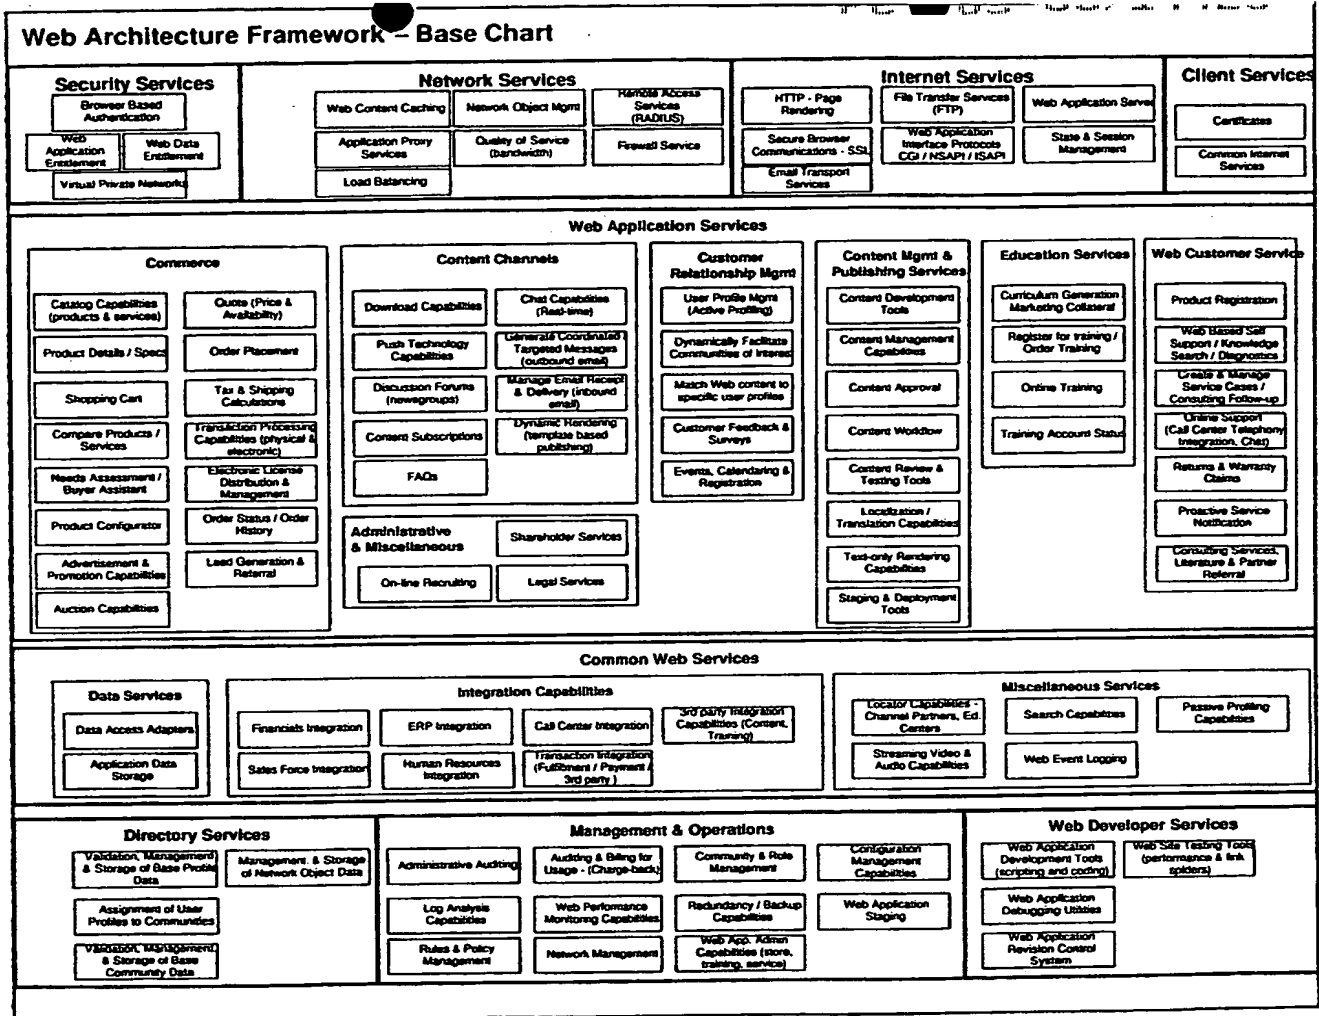 Web Architecture Framework – Base Chart
Security Services
Browser Based
Authentication
Web
Application
Entitlement
Web Data
Entitlement
Virtual Private Networks
Network Services
Web Content Caching
Network Object Mgmt
Remote Access
Services
(RADIUS)
Application Proxy
Services
Quality of Service
(bandwidth)
Firewall Service
Load Balancing
Internet Services
HTTP - Page
Rendering
File Transfer Services
(FTP)
Web Application Server
Secure Browser
Communications - SSL
Web Application
Interface Protocols
CGI / NSAPI / ISAPI
State & Session
Management
Email Transport
Services
Client Services
Certificates
Common Internet
Services
Web Application Services
Commerce
Catalog Capabilities
(products & services)
Quote (Price &
Availability)
Product Details / Specs
Order Placement
Shopping Cart
Tax & Shipping
Calculations
Compare Products /
Services
Transaction Processing
Capabilities (physical &
electronic)
Needs Assessment /
Buyer Assistant
Electronic License
Distribution &
Management
Product Configurator
Order Status / Order
History
Advertisement &
Promotion Capabilities
Lead Generation &
Referral
Auction Capabilities
Content Channels
Download Capabilities
Chat Capabilities
(Real-time)
Push Technology
Capabilities
Generate Coordinated /
Targeted Messages
(outbound email)
Discussion Forums
(newsgroups)
Manage Email Receipt
& Delivery (inbound
email)
Content Subscriptions
Dynamic Rendering
(template based
publishing)
FAQs
Administrative
& Miscellaneous
Shareholder Services
On-line Recruiting
Legal Services
Customer
Relationship Mgmt
User Profile Mgmt
(Active Profiling)
Dynamically Facilitate
Communities of Interest
Match Web content to
specific user profiles
Customer Feedback &
Surveys
Events, Calendaring &
Registration
Content Mgmt &
Publishing Services
Content Development
Tools
Content Management
Capabilities
Content Approval
Content Workflow
Content Review &
Testing Tools
Localization /
Translation Capabilities
Text-only Rendering
Capabilities
Staging & Deployment
Tools
Education Services
Curriculum Generation
Marketing Collateral
Register for training /
Order Training
Online Training
Training Account Status
Web Customer Service
Product Registration
Web Based Self
Support / Knowledge
Search / Diagnostics
Create & Manage
Service Cases /
Consulting Follow-up
Online Support
(Call Center Telephony
Integration, Chat)
Returns & Warranty
Claims
Proactive Service
Notification
Consulting Services,
Literature & Partner
Referral
Common Web Services
Data Services
Data Access Adapters
Application Data
Storage
Integration Capabilities
Financials Integration
ERP Integration
Call Center Integration
3rd party Integration
Capabilities (Content,
Training)
Sales Force Integration
Human Resources
Integration
Transaction Integration
(Fulfillment / Payment /
3rd party )
Miscellaneous Services
Locator Capabilities -
Channel Partners, Ed.
Centers
Search Capabilities
Passive Profiling
Capabilities
Streaming Video &
Audio Capabilities
Web Event Logging
Directory Services
Validation, Management,
& Storage of Base Profile
Data
Management. & Storage
of Network Object Data
Assignment of User
Profiles to Communities
Validation, Management,
& Storage of Base
Community Data
Management & Operations
Administrative Auditing
Auditing & Billing for
Usage - (Charge-back)
Community & Role
Management
Configuration
Management
Capabilities
Log Analysis
Capabilities
Web Performance
Monitoring Capabilities
Redundancy / Backup
Capabilities
Web Application
Staging
Rules & Policy
Management
Network Management
Web App. Admin
Capabilities (store,
training, service)
Web Developer Services
Web Application
Development Tools
(scripting and coding)
Web Site Testing Tools
(performance & link
spiders)
Web Application
Debugging Utilities
Web Application
Revision Control
System